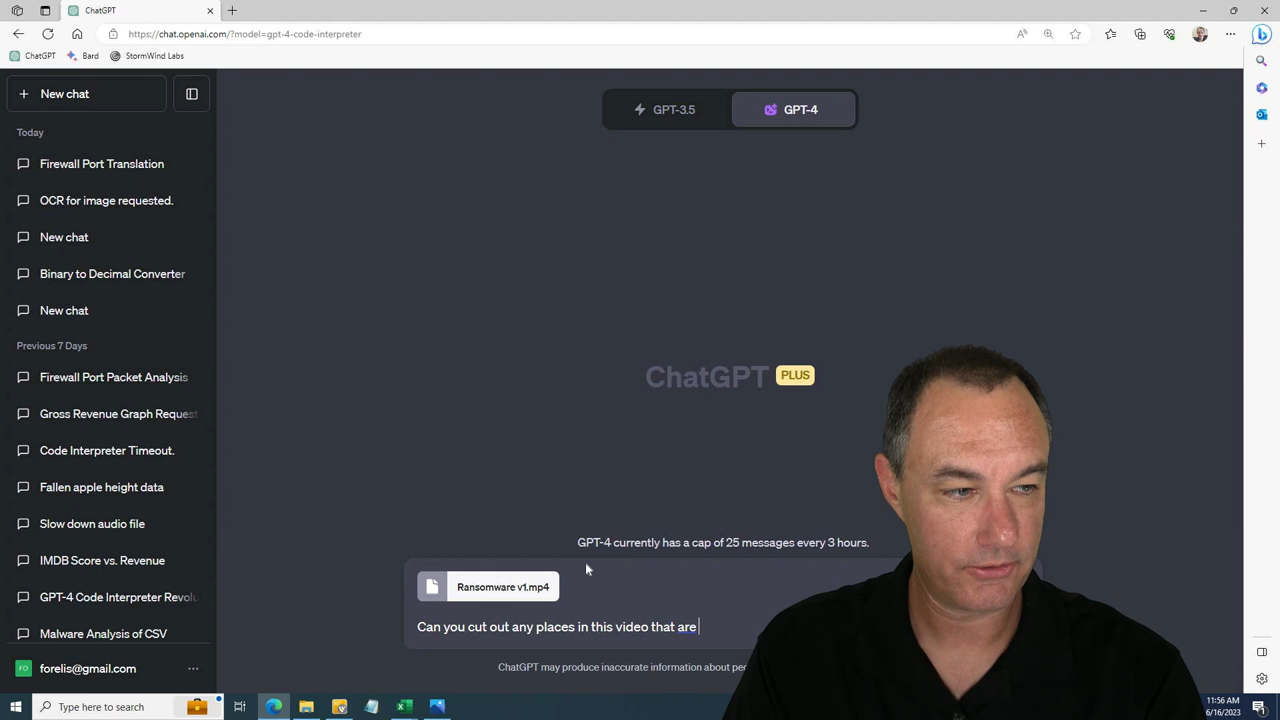 ChatGPT
https://chat.openai.com/?model=gpt-4-code-interpreter
ChatGPT
Bard
StormWind Labs
New chat
GPT-3.5
GPT-4
Today
Firewall Port Translation
OCR for image requested.
New chat
Binary to Decimal Converter
New chat
Previous 7 Days
Firewall Port Packet Analysis
Gross Revenue Graph Request
Code Interpreter Timeout.
Fallen apple height data
Slow down audio file
IMDB Score vs. Revenue
GPT-4 Code Interpreter Revolu
Malware Analysis of CSV
forelis@gmail.com
ChatGPT PLUS
GPT-4 currently has a cap of 25 messages every 3 hours.
Ransomware v1.mp4
Can you cut out any places in this video that are
ChatGPT may produce inaccurate information about
Type here to search
11:56 AM
6/16/2023